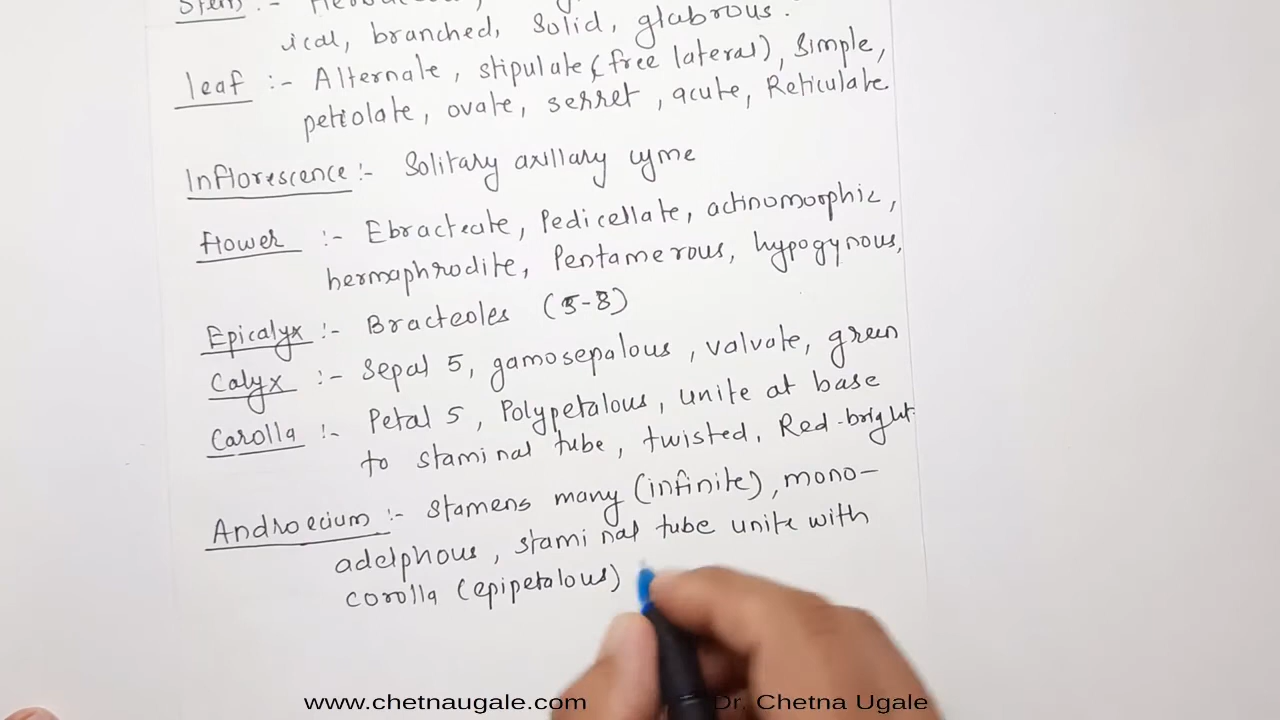 Stem :-
ical, branched, Solid, glabrous.
leaf :- Alternate, stipulate (free lateral), Simple,
petiolate, ovate, serret, acute, Reticulate
Inflorescence :- Solitary axillary cyme
flower :- Ebracteate, Pedicellate, actinomorphic,
hermaphrodite, Pentamerous, hypogynous,
Epicalyx :- Bracteoles (5-8)
Calyx :- Sepal 5, gamosepalous, valvate, green
Carolla :- Petal 5, Polypetalous, unite at base
to staminal tube, twisted, Red-bright
Androecium :- Stamens many (infinite), mono-
adelphous, staminal tube unite with
corolla (epipetalous)
www.chetnaugale.com Dr. Chetna Ugale